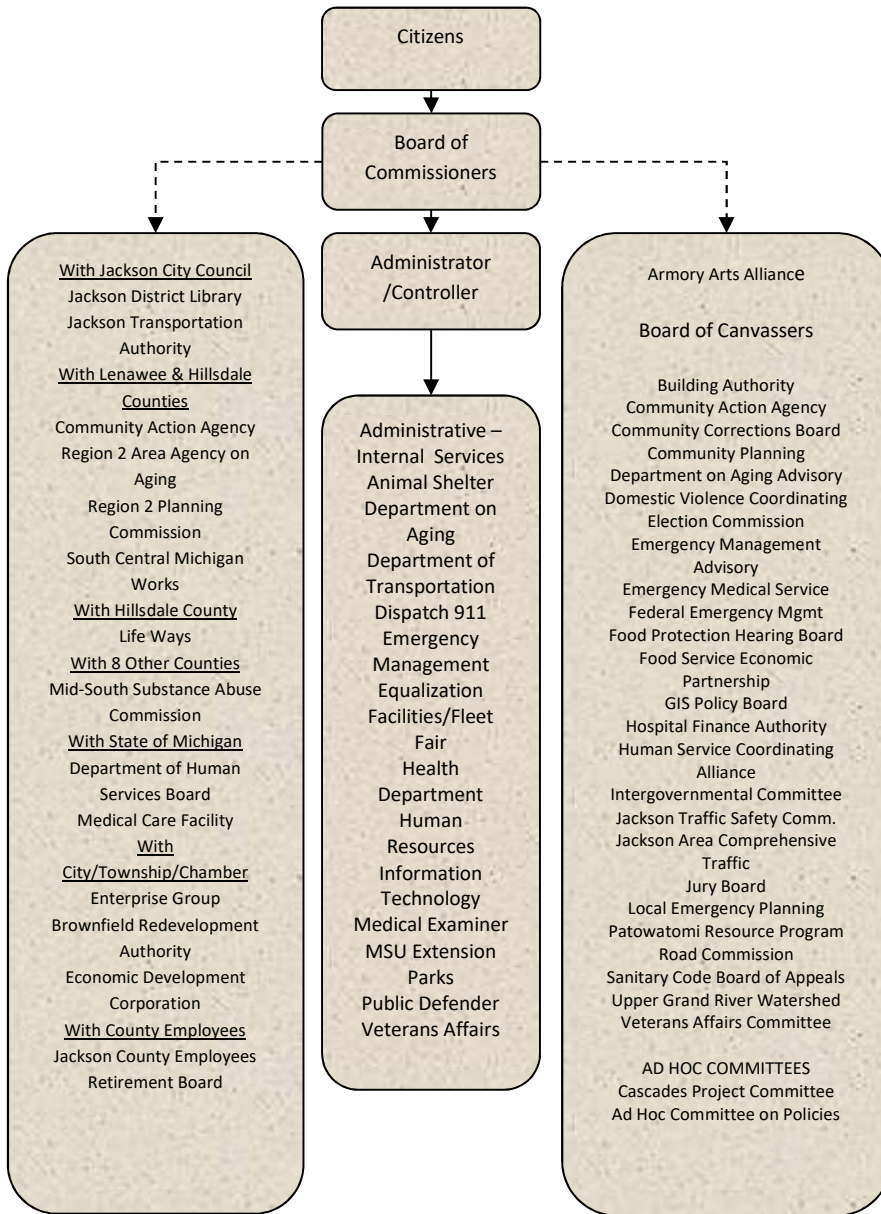 Citizens
Board of
Commissioners
Administrator
/Controller
With Jackson City Council
Jackson District Library
Jackson Transportation
Authority
With Lenawee & Hillsdale
Counties
Community Action Agency
Region 2 Area Agency on
Aging
Region 2 Planning
Commission
South Central Michigan
Works
With Hillsdale County
Life Ways
With 8 Other Counties
Mid-South Substance Abuse
Commission
With State of Michigan
Department of Human
Services Board
Medical Care Facility
With
City/Township/Chamber
Enterprise Group
Brownfield Redevelopment
Authority
Economic Development
Corporation
With County Employees
Jackson County Employees
Retirement Board
Administrative –
Internal Services
Animal Shelter
Department on
Aging
Department of
Transportation
Dispatch 911
Emergency
Management
Equalization
Facilities/Fleet
Fair
Health
Department
Human
Resources
Information
Technology
Medical Examiner
MSU Extension
Parks
Public Defender
Veterans Affairs
Armory Arts Alliance
Board of Canvassers
Building Authority
Community Action Agency
Community Corrections Board
Community Planning
Department on Aging Advisory
Domestic Violence Coordinating
Election Commission
Emergency Management
Advisory
Emergency Medical Service
Federal Emergency Mgmt
Food Protection Hearing Board
Food Service Economic
Partnership
GIS Policy Board
Hospital Finance Authority
Human Service Coordinating
Alliance
Intergovernmental Committee
Jackson Traffic Safety Comm.
Jackson Area Comprehensive
Traffic
Jury Board
Local Emergency Planning
Patowatomi Resource Program
Road Commission
Sanitary Code Board of Appeals
Upper Grand River Watershed
Veterans Affairs Committee
AD HOC COMMITTEES
Cascades Project Committee
Ad Hoc Committee on Policies